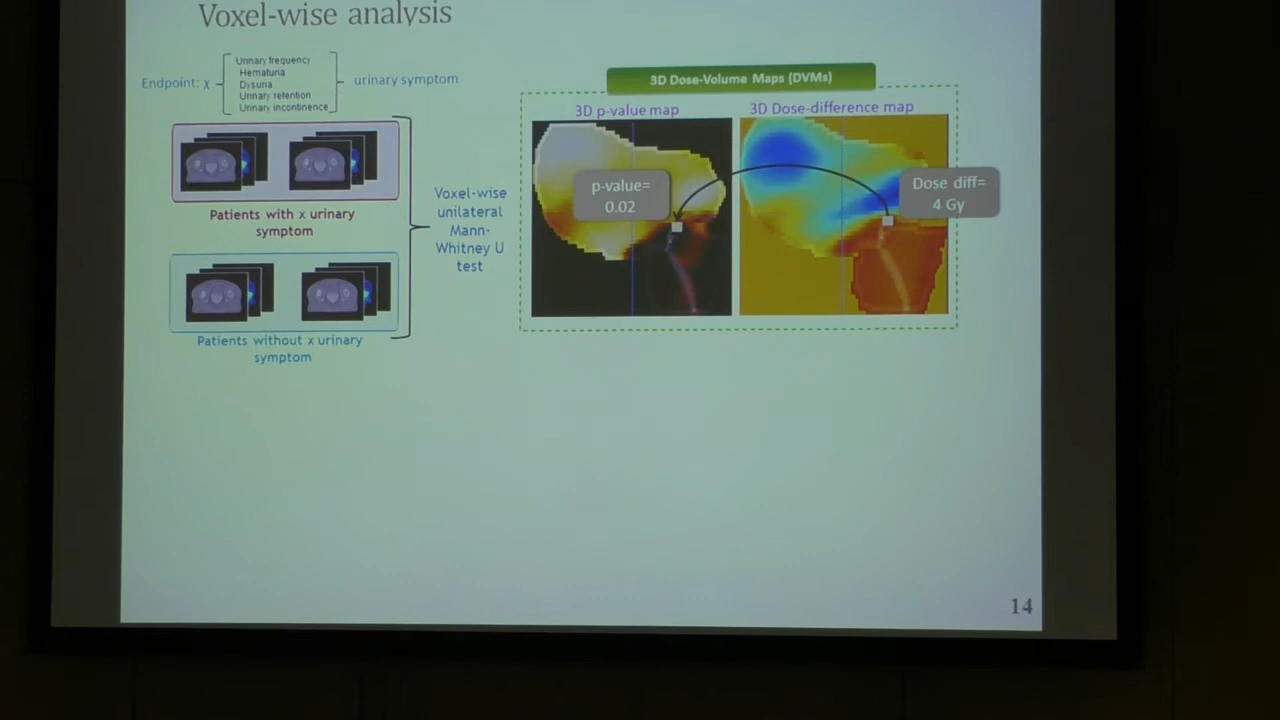 Voxel-wise analysis
Endpoint: χ
Urinary frequency
Hematuria
Dysuria
Urinary retention
Urinary incontinence
urinary symptom
Patients with x urinary
symptom
Patients without x urinary
symptom
Voxel-wise
unilateral
Mann-
Whitney U
test
3D Dose-Volume Maps (DVMs)
3D p-value map
3D Dose-difference map
p-value=
0.02
Dose diff=
4 Gy
14